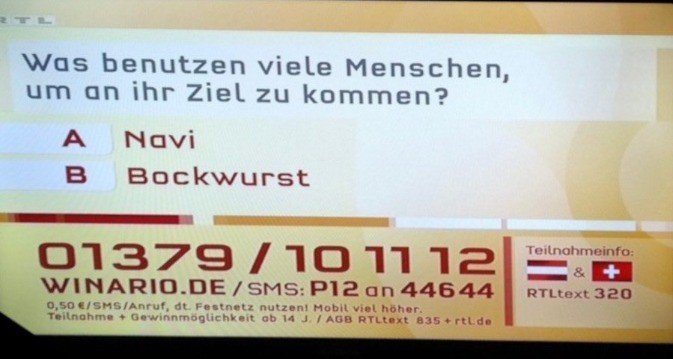 RTL
Was benutzen viele Menschen,
um an ihr Ziel zu kommen?
A Navi
B Bockwurst
01379 / 10 11 12
WINARIO.DE / SMS: P12 an 44644
0,50 €/SMS/Anruf, dt. Festnetz nutzen! Mobil viel höher.
Teilnahme + Gewinnmöglichkeit ab 14 J. / AGB RTLtext 835 + rtl.de
Teilnahmeinfo:
&
RTLtext 320